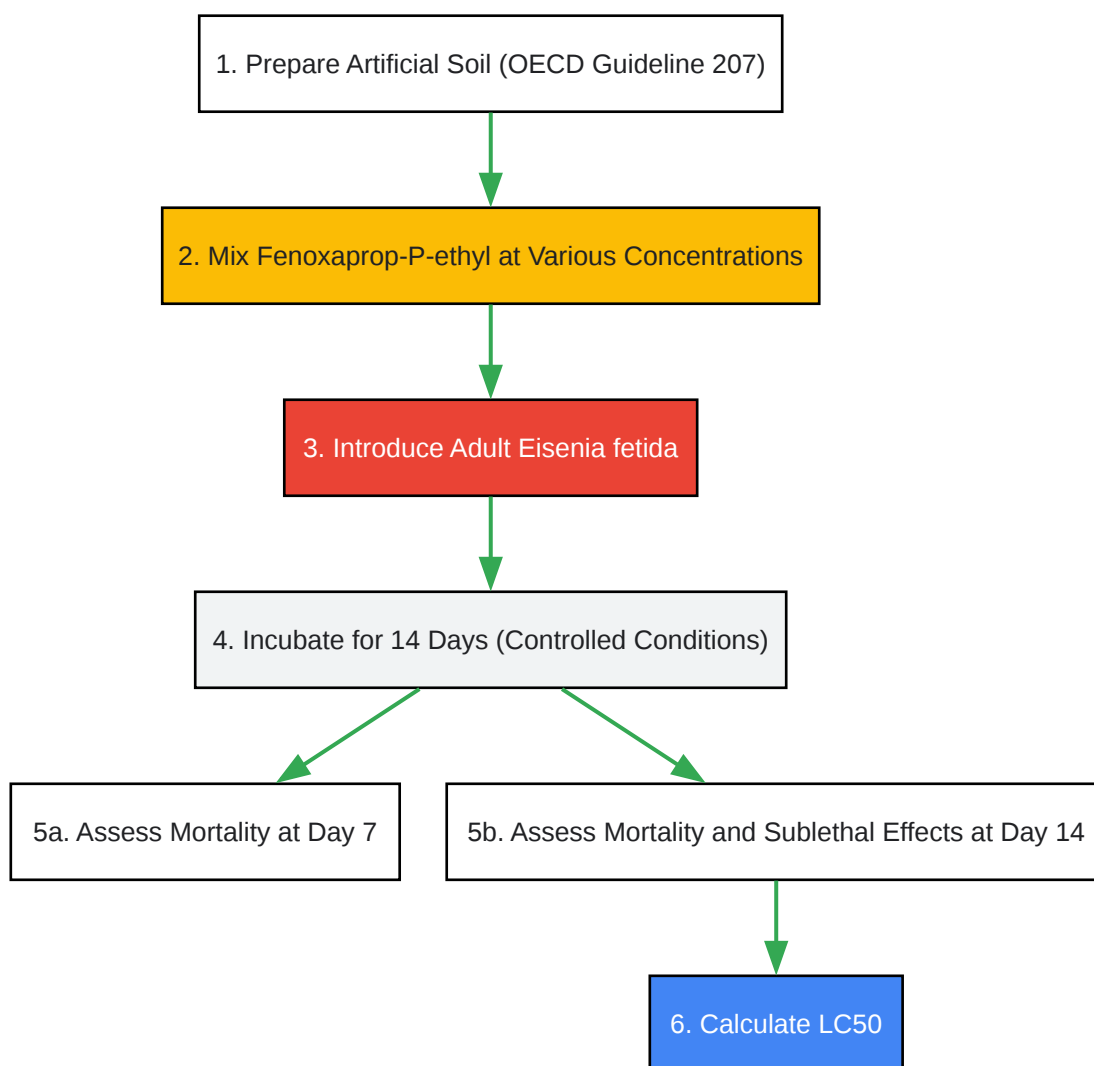 1. Prepare Artificial Soil (OECD Guideline 207)
2. Mix Fenoxaprop-P-ethyl at Various Concentrations
3. Introduce Adult Eisenia fetida
4. Incubate for 14 Days (Controlled Conditions)
5a. Assess Mortality at Day 7
5b. Assess Mortality and Sublethal Effects at Day 14
6. Calculate LC50